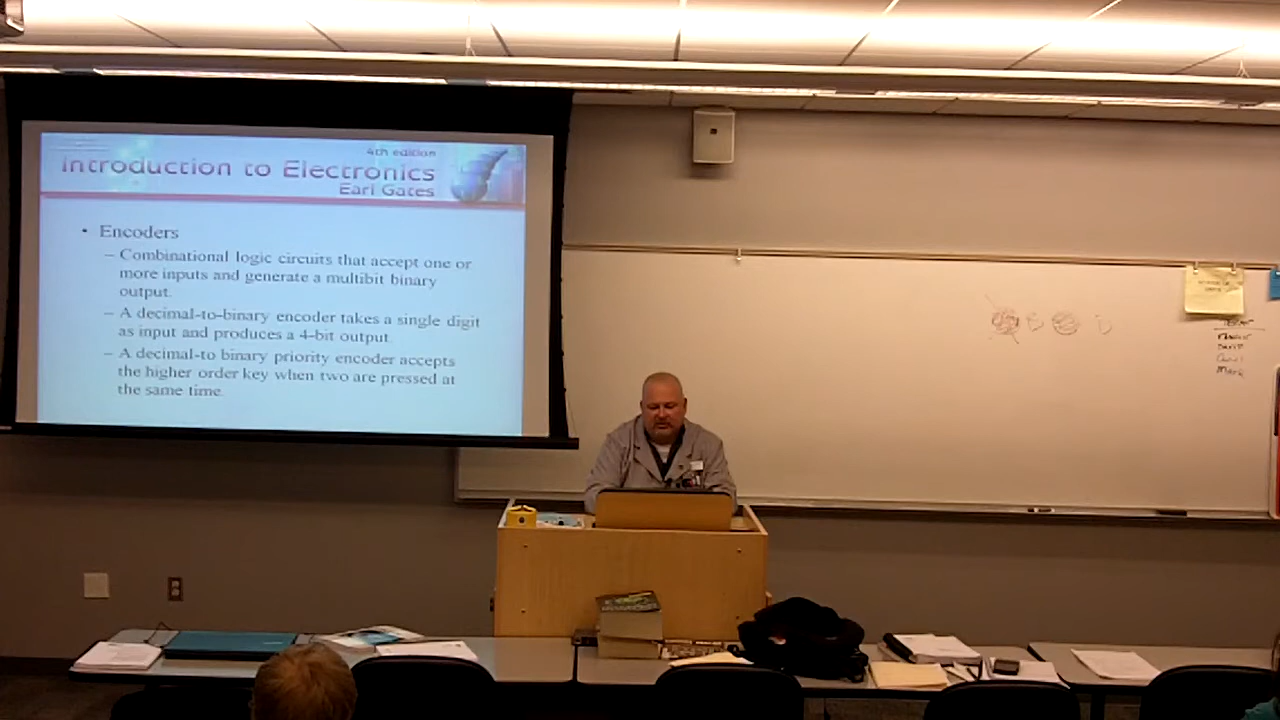 4th edition
Introduction to Electronics
Earl Gates
• Encoders
– Combinational logic circuits that accept one or
more inputs and generate a multibit binary
output.
– A decimal-to-binary encoder takes a single digit
as input and produces a 4-bit output.
– A decimal-to binary priority encoder accepts
the higher order key when two are pressed at
the same time.
B
D
Mark